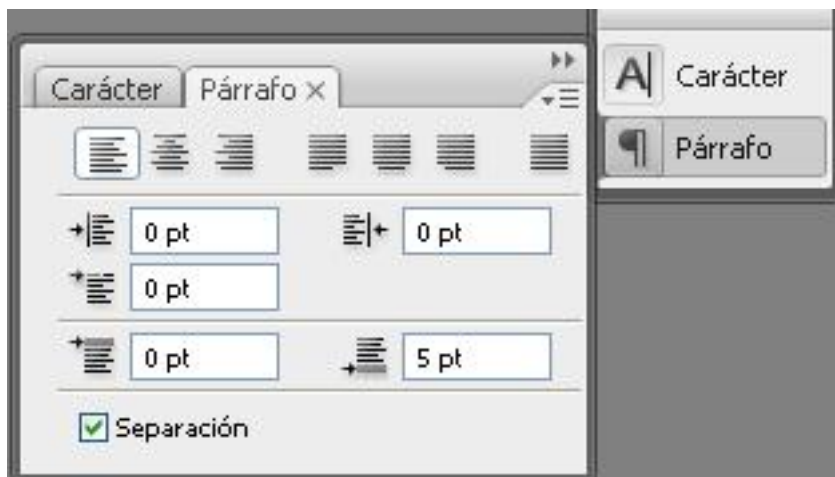 Carácter Párrafo ×
0 pt 0 pt
0 pt
0 pt 5 pt
Separación
A Carácter
¶ Párrafo